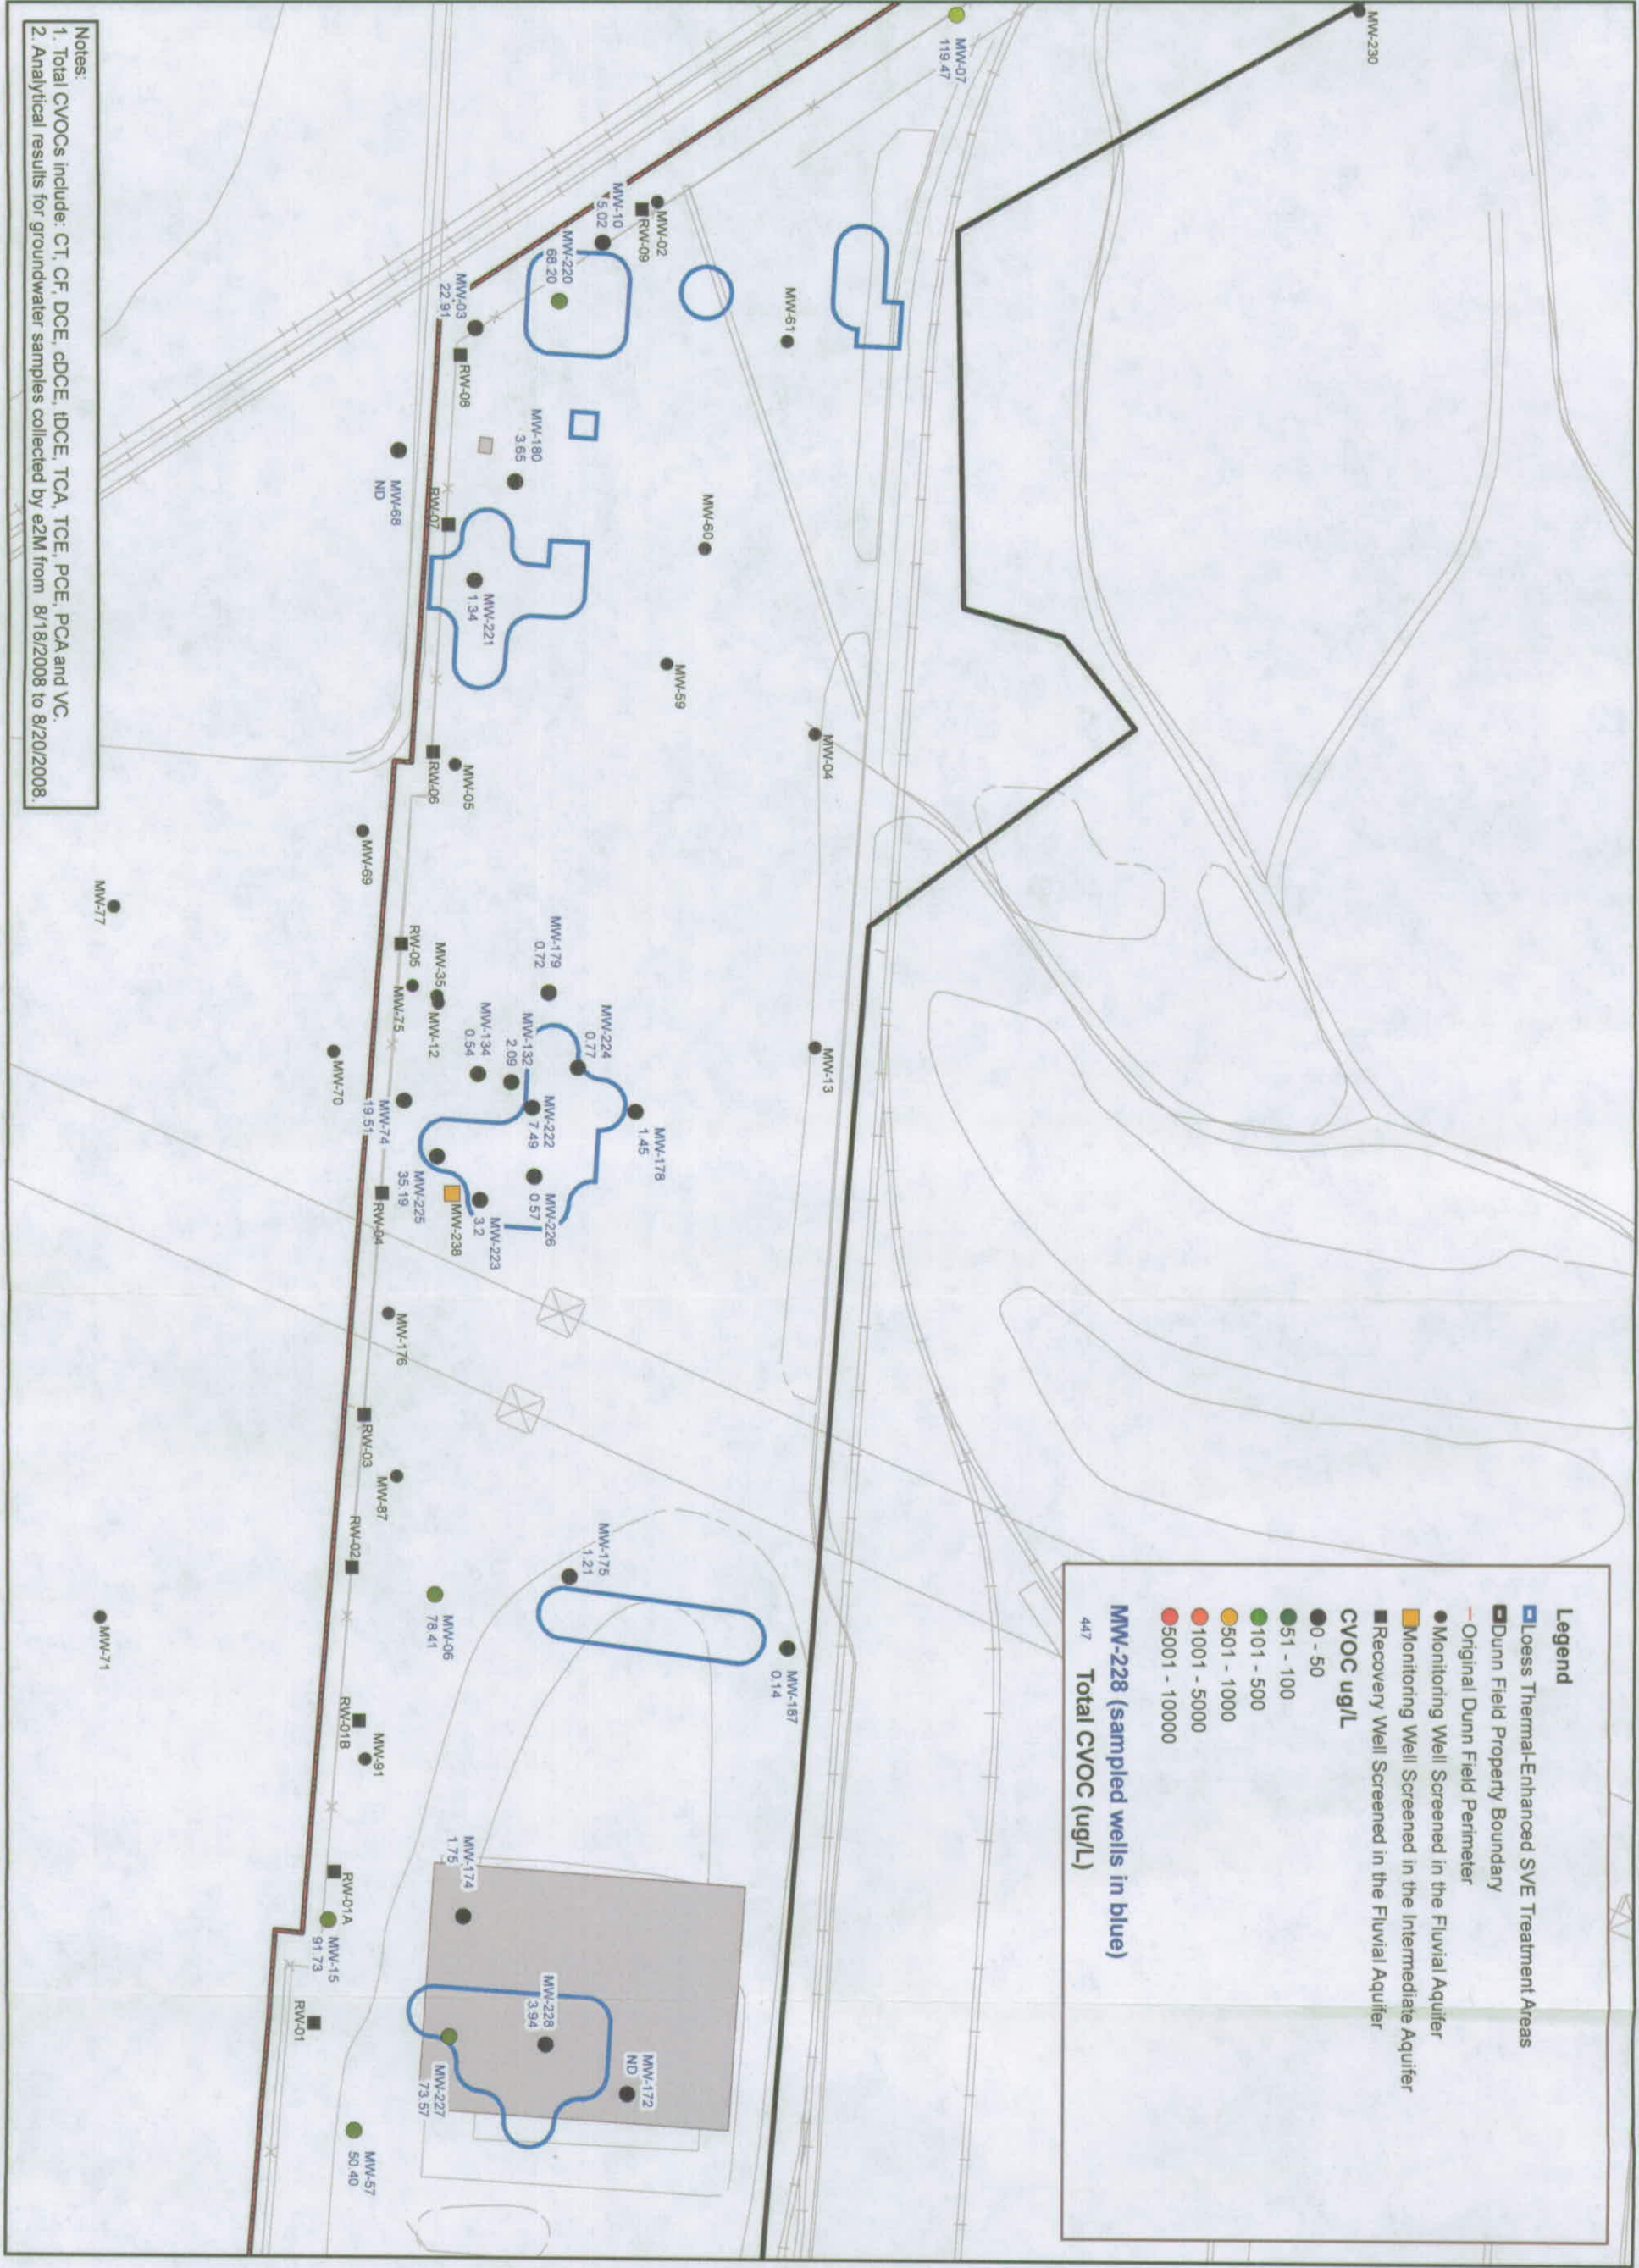 MW-230
MW-07
119.47
MW-02
RW-09
MW-10
5.02
MW-220
68.20
MW-03
22.91
RW-08
MW-61
MW-180
3.65
MW-68
ND
RW-07
MW-60
MW-221
1.34
MW-59
MW-04
MW-05
RW-06
MW-69
MW-77
RW-05
MW-75
MW-35
MW-12
MW-179
0.72
MW-134
0.54
MW-132
2.09
MW-224
0.77
MW-13
MW-70
MW-74
19.51
MW-222
7.49
MW-178
1.45
MW-225
35.19
RW-04
MW-238
MW-223
3.2
MW-226
0.57
MW-176
RW-03
MW-87
RW-02
MW-175
1.21
MW-06
78.41
MW-71
MW-187
0.14
RW-01B
MW-91
MW-174
1.75
RW-01A
MW-15
91.73
RW-01
MW-228
3.94
MW-172
ND
MW-227
73.57
MW-57
50.40
Legend
Loess Thermal-Enhanced SVE Treatment Areas
Dunn Field Property Boundary
Original Dunn Field Perimeter
Monitoring Well Screened in the Fluvial Aquifer
Monitoring Well Screened in the Intermediate Aquifer
Recovery Well Screened in the Fluvial Aquifer
CVOC ug/L
0 - 50
51 - 100
101 - 500
501 - 1000
1001 - 5000
5001 - 10000
MW-228 (sampled wells in blue)
447 Total CVOC (ug/L)
Notes:
1. Total CVOCs include: CT, CF, DCE, cDCE, tDCE, TCA, TCE, PCE, PCA and VC.
2. Analytical results for groundwater samples collected by e2M from 8/18/2008 to 8/20/2008.